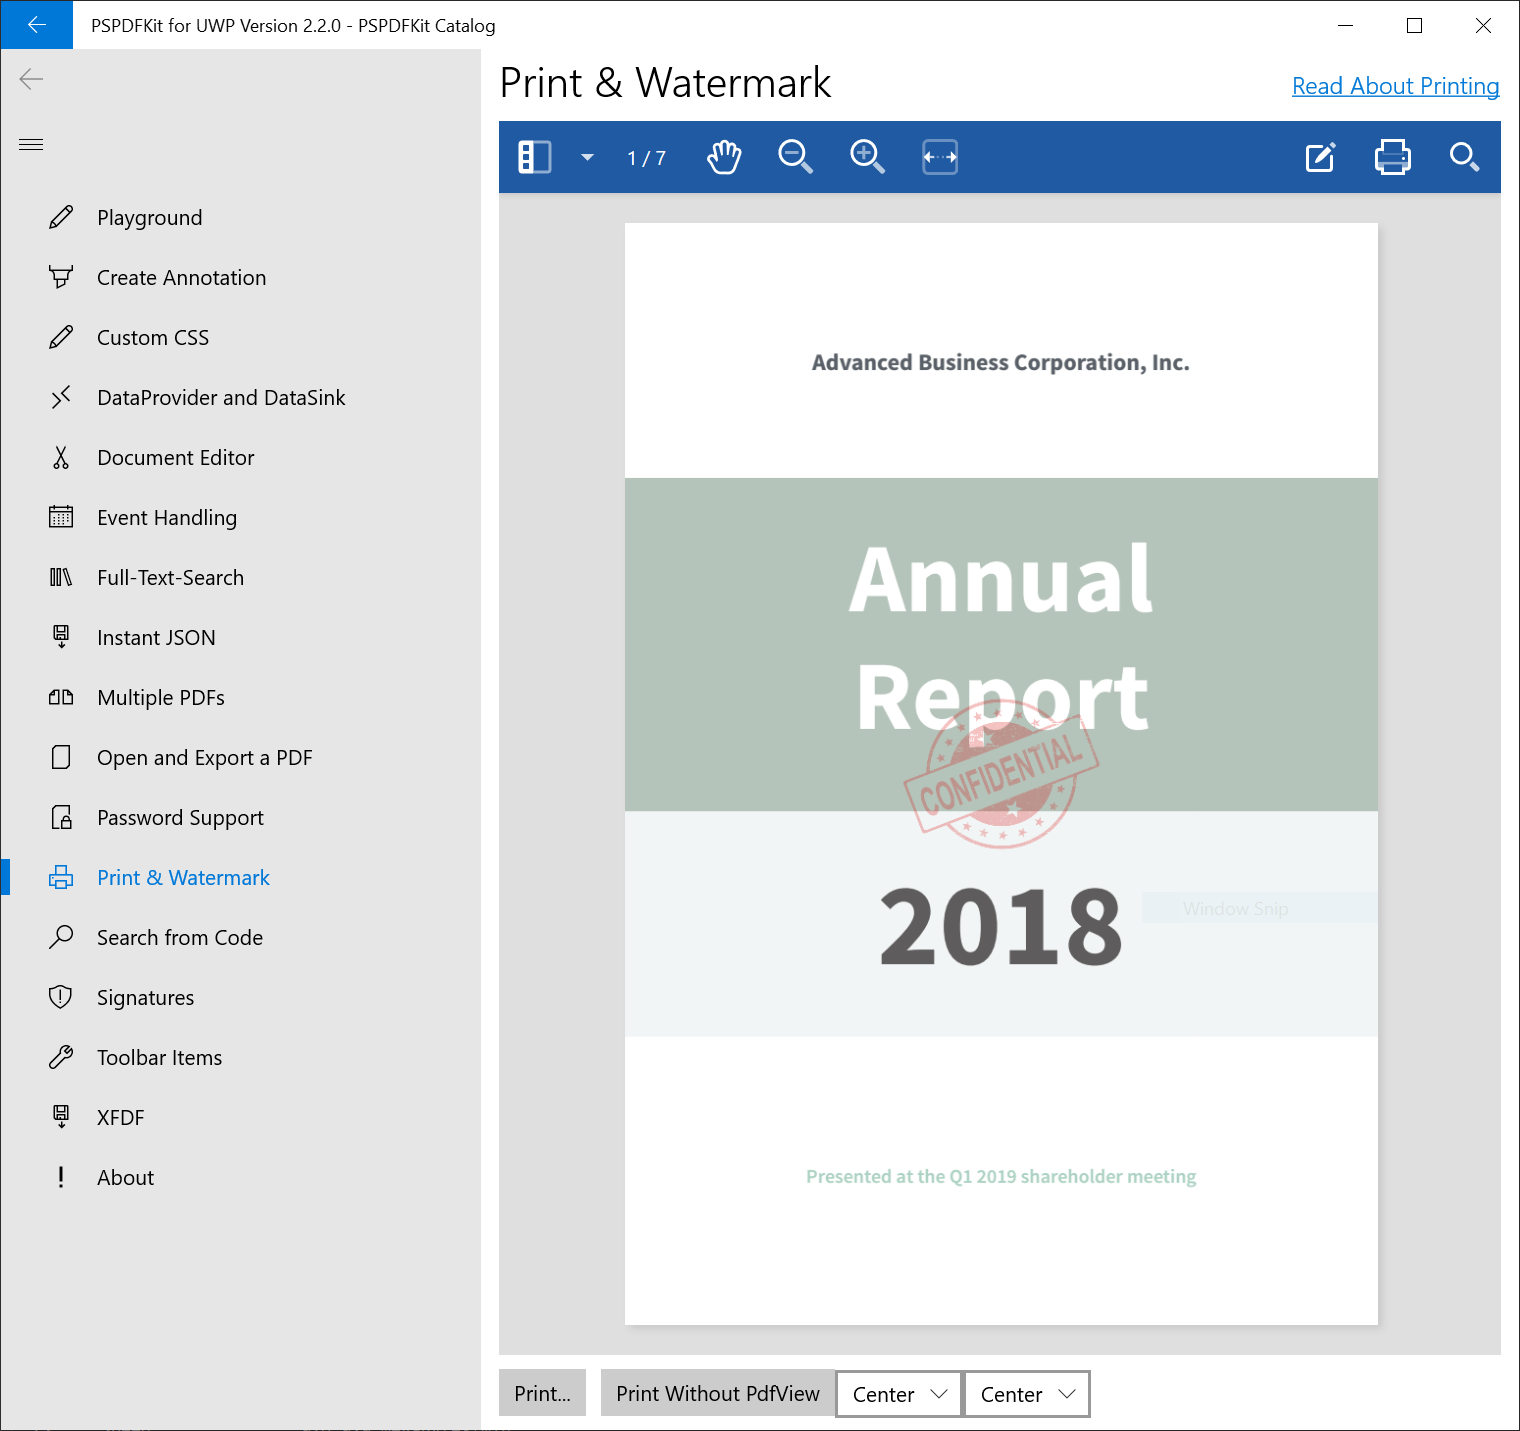 PSPDFKit for UWP Version 2.2.0 - PSPDFKit Catalog
Playground
Create Annotation
Custom CSS
DataProvider and DataSink
Document Editor
Event Handling
Full-Text-Search
Instant JSON
Multiple PDFs
Open and Export a PDF
Password Support
Print & Watermark
Search from Code
Signatures
Toolbar Items
XFDF
About
Print & Watermark
Read About Printing
1 / 7
Advanced Business Corporation, Inc.
Annual
Report
CONFIDENTIAL
2018
Window Snip
Presented at the Q1 2019 shareholder meeting
Print...
Print Without PdfView
Center
Center